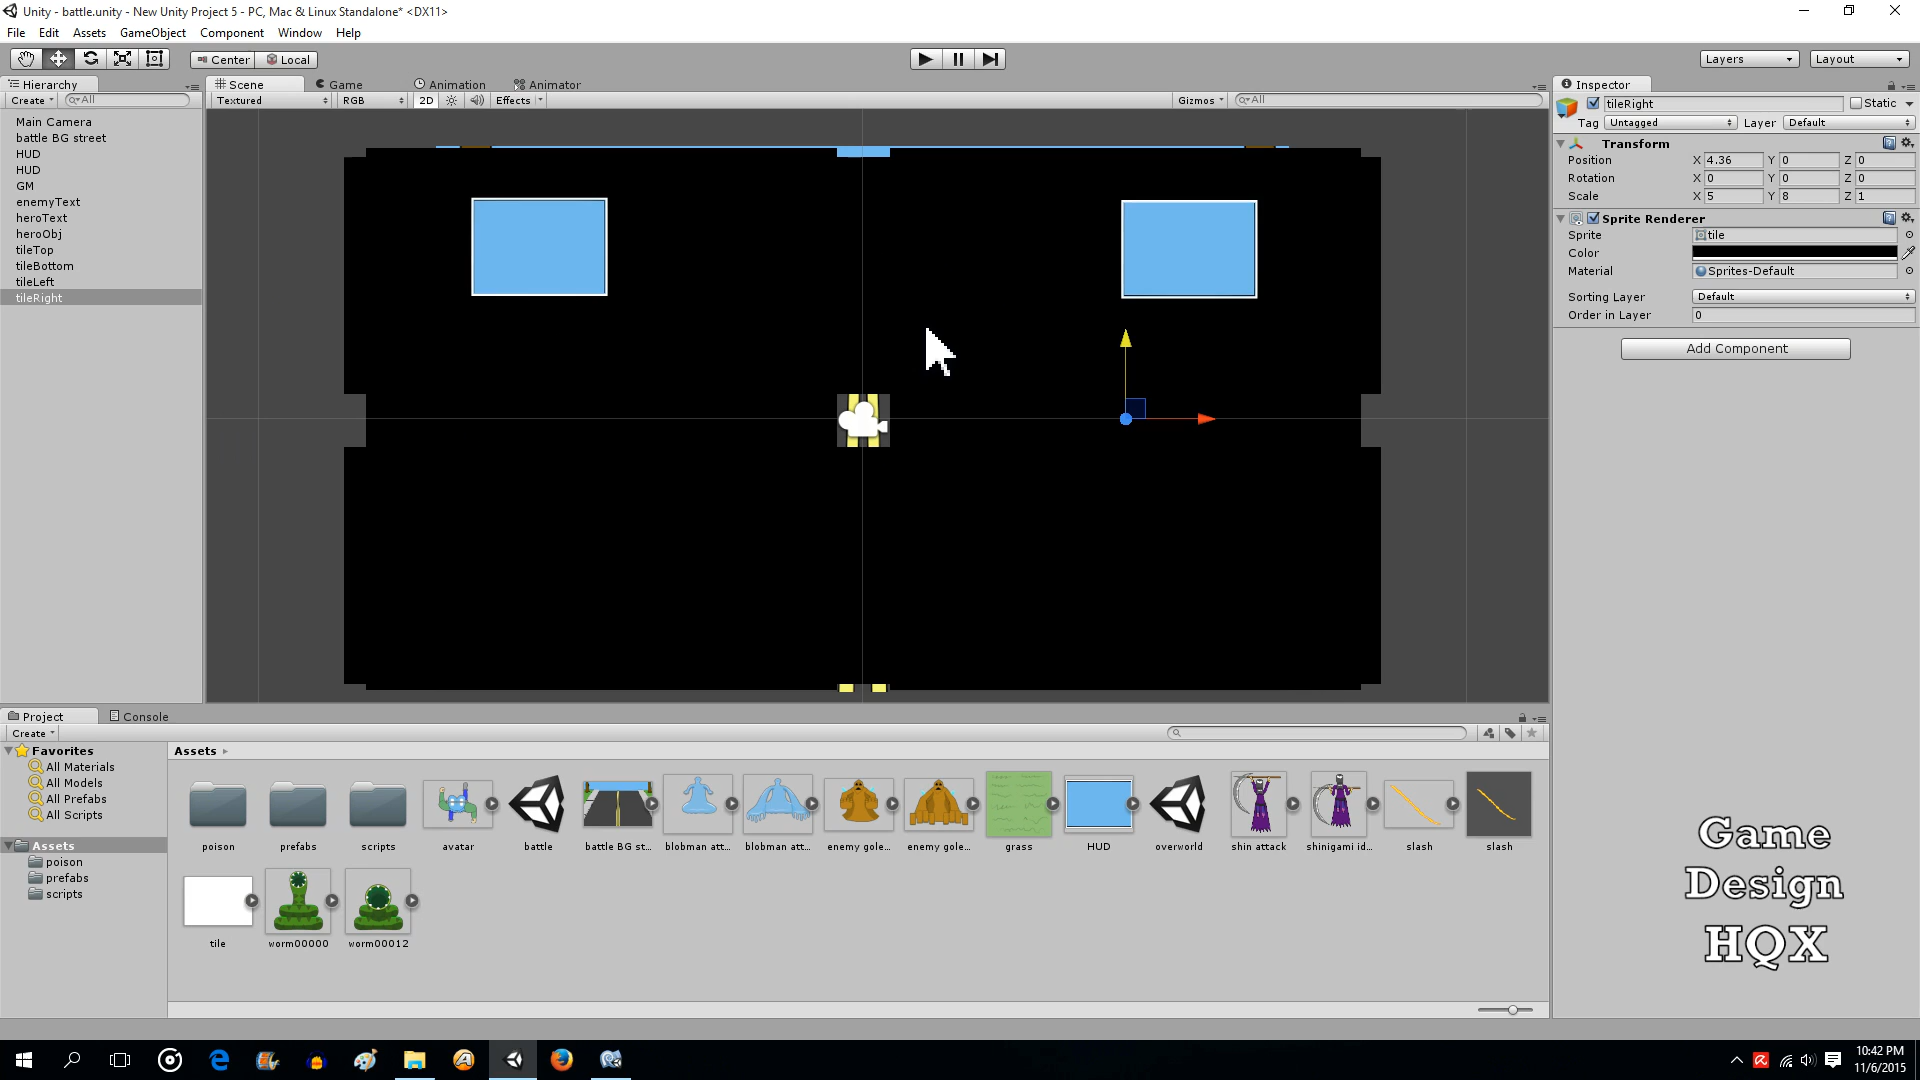 Unity - battle.unity - New Unity Project 5 - PC, Mac & Linux Standalone* <DX11>
File Edit Assets GameObject Component Window Help
Center Local Layers Layout
Hierarchy
Create All
Main Camera
battle BG street
HUD
HUD
GM
enemyText
heroText
heroObj
tileTop
tileBottom
tileLeft
tileRight
Scene Game Animation Animator
Textured RGB 2D Effects Gizmos All
Inspector
tileRight Static
Tag Untagged Layer Default
Transform
Position X 4.36 Y 0 Z 0
Rotation X 0 Y 0 Z 0
Scale X 5 Y 8 Z 1
Sprite Renderer
Sprite tile
Color
Material Sprites-Default
Sorting Layer Default
Order in Layer 0
Add Component
Project Console
Create
Favorites
All Materials
All Models
All Prefabs
All Scripts
Assets
poison
prefabs
scripts
Assets
poison prefabs scripts avatar battle battle BG st... blobman att... blobman att... enemy gole... enemy gole... grass HUD overworld shin attack shinigami id... slash slash
tile worm00000 worm00012
Game
Design
HQX
10:42 PM
11/6/2015